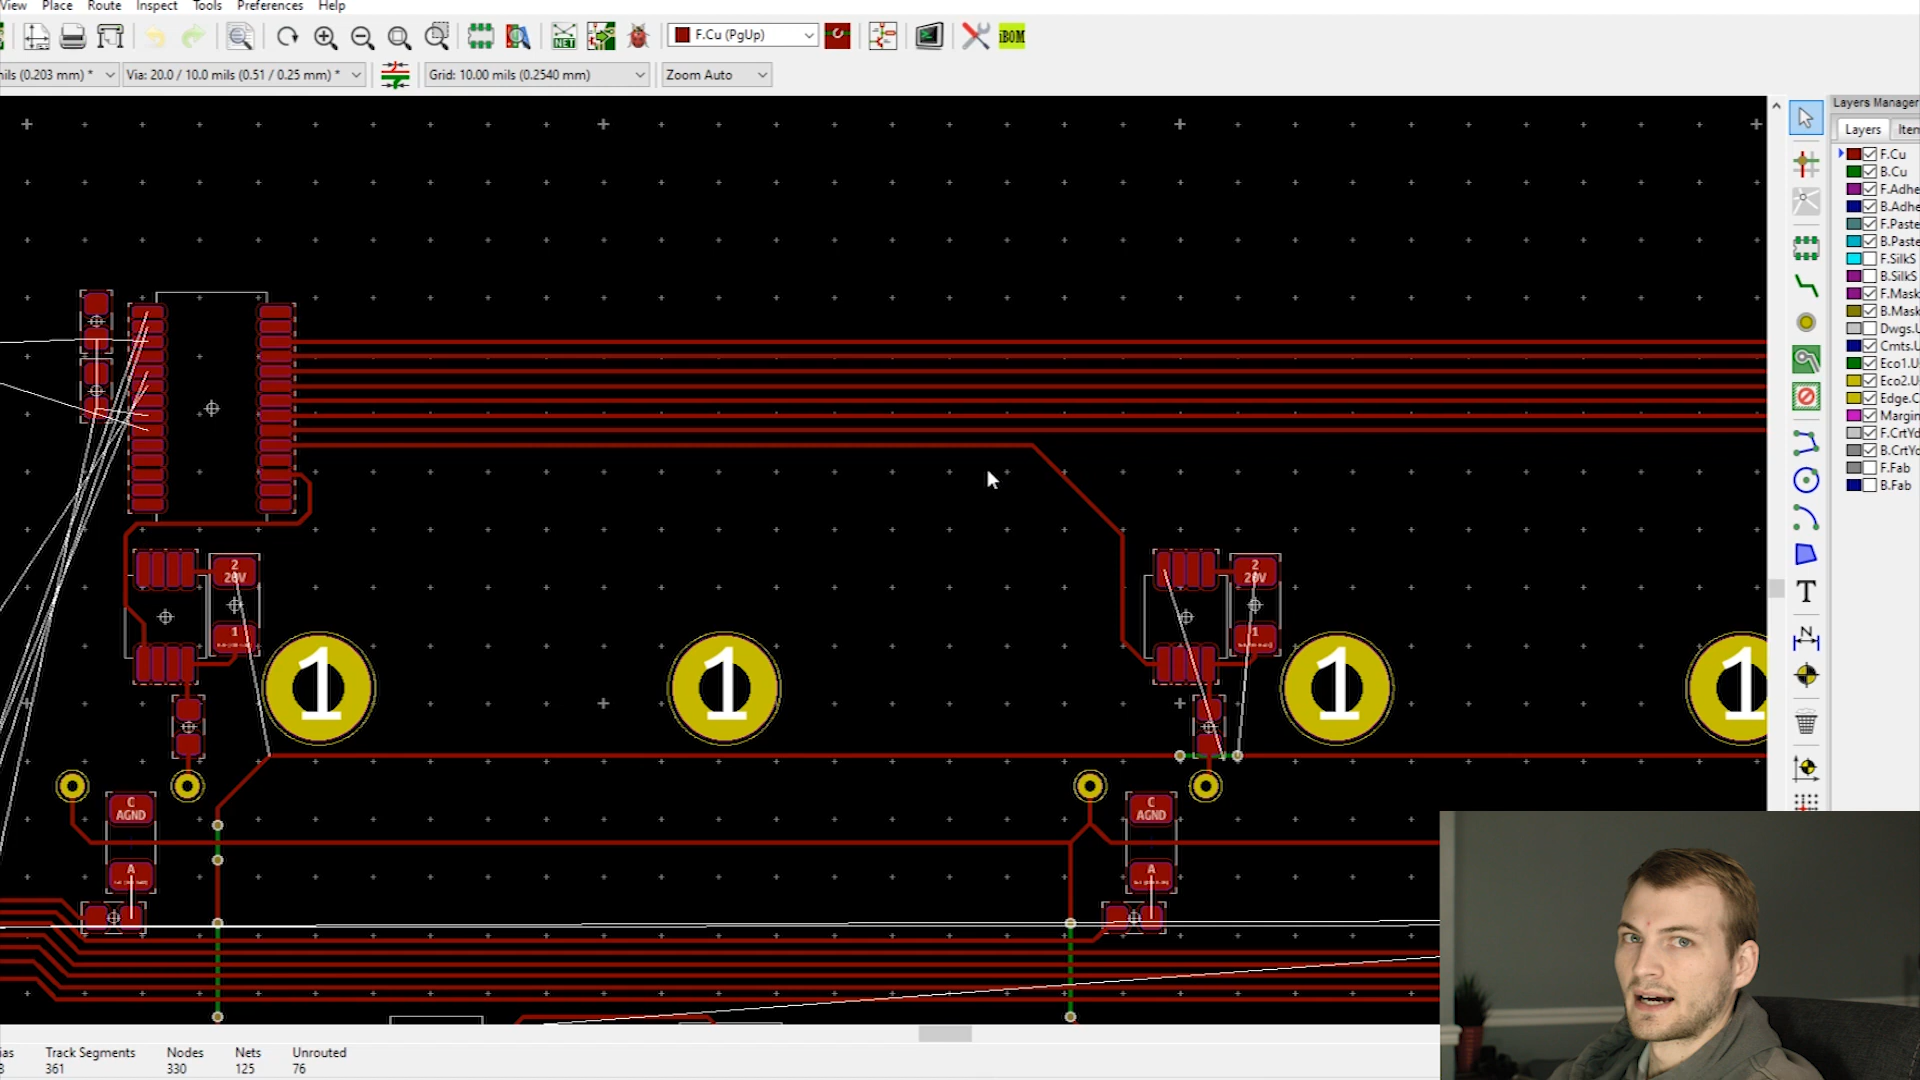 View Place Route Inspect Tools Preferences Help
NET
F.Cu (PgUp)
iBOM
ils (0.203 mm) *
Via: 20.0 / 10.0 mils (0.51 / 0.25 mm) *
Grid: 10.00 mils (0.2540 mm)
Zoom Auto
Layers Manager
Layers Item
F.Cu
B.Cu
F.Adhe
B.Adhe
F.Paste
B.Paste
F.SilkS
B.SilkS
F.Mask
B.Mask
Dwgs.U
Cmts.U
Eco1.U
Eco2.U
Edge.C
Margin
F.CrtYd
B.CrtYd
F.Fab
B.Fab
T
N
2
20V
1
2
20V
1
1
1
1
1
C
AGND
A
C
AGND
A
ias
8
Track Segments
361
Nodes
330
Nets
125
Unrouted
76